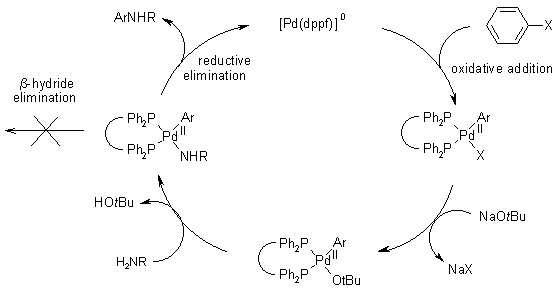 ArNHR
[Pd(dppf)]⁰
X
reductive
elimination
oxidative addition
β-hydride
elimination
Ph₂P
Ar
Pd
II
Ph₂P
NHR
Ph₂P
Ar
Pd
II
Ph₂P
X
HOtBu
NaOtBu
H₂NR
NaX
Ph₂P
Ar
Pd
II
Ph₂P
OtBu